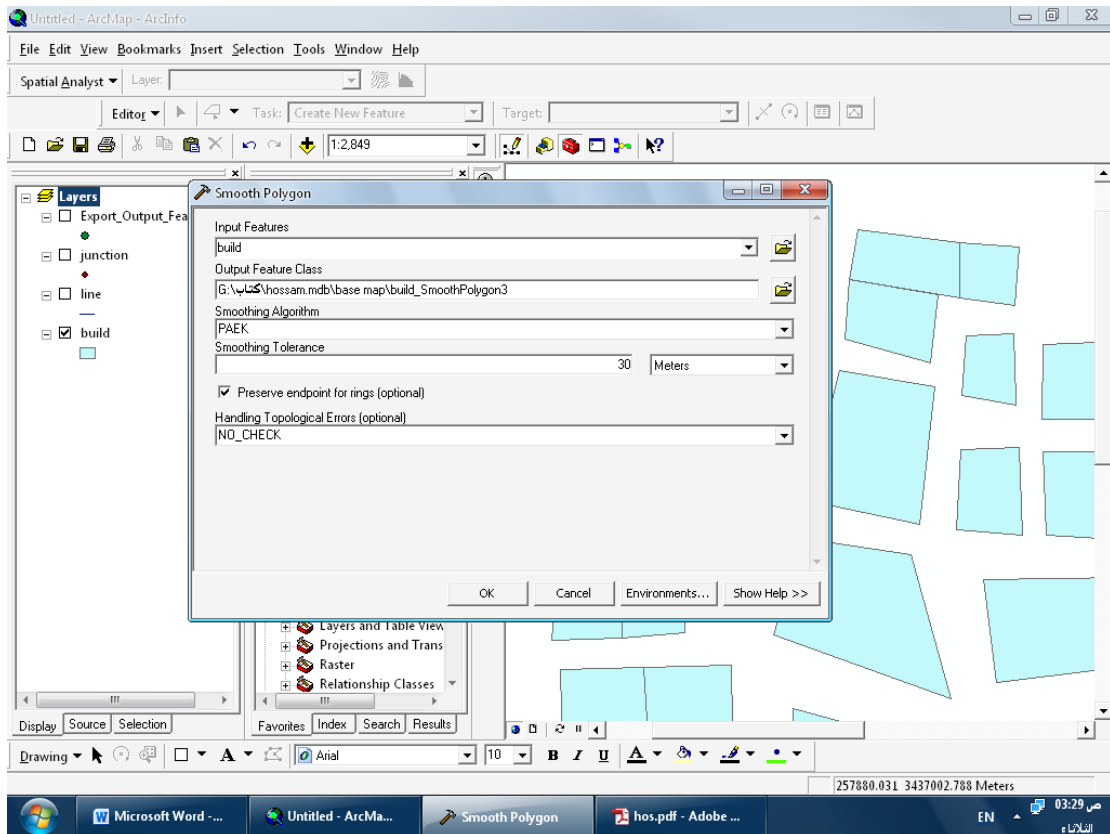 Untitled - ArcMap - ArcInfo
File Edit View Bookmarks Insert Selection Tools Window Help
Spatial Analyst Layer:
Editor Task: Create New Feature Target:
1:2,849
Layers
Export_Output_Fea
junction
line
build
Smooth Polygon
Input Features
build
Output Feature Class
G:\كتاب\hossam.mdb\base map\build_SmoothPolygon3
Smoothing Algorithm
PAEK
Smoothing Tolerance
30 Meters
Preserve endpoint for rings (optional)
Handling Topological Errors (optional)
NO_CHECK
OK Cancel Environments... Show Help >>
Layers and Table View
Projections and Trans
Raster
Relationship Classes
Display Source Selection
Favorites Index Search Results
Drawing A Arial 10 B I U A
257880.031 3437002.788 Meters
Microsoft Word -... Untitled - ArcMa... Smooth Polygon hos.pdf - Adobe ... EN 03:29 ص
الثلاثاء